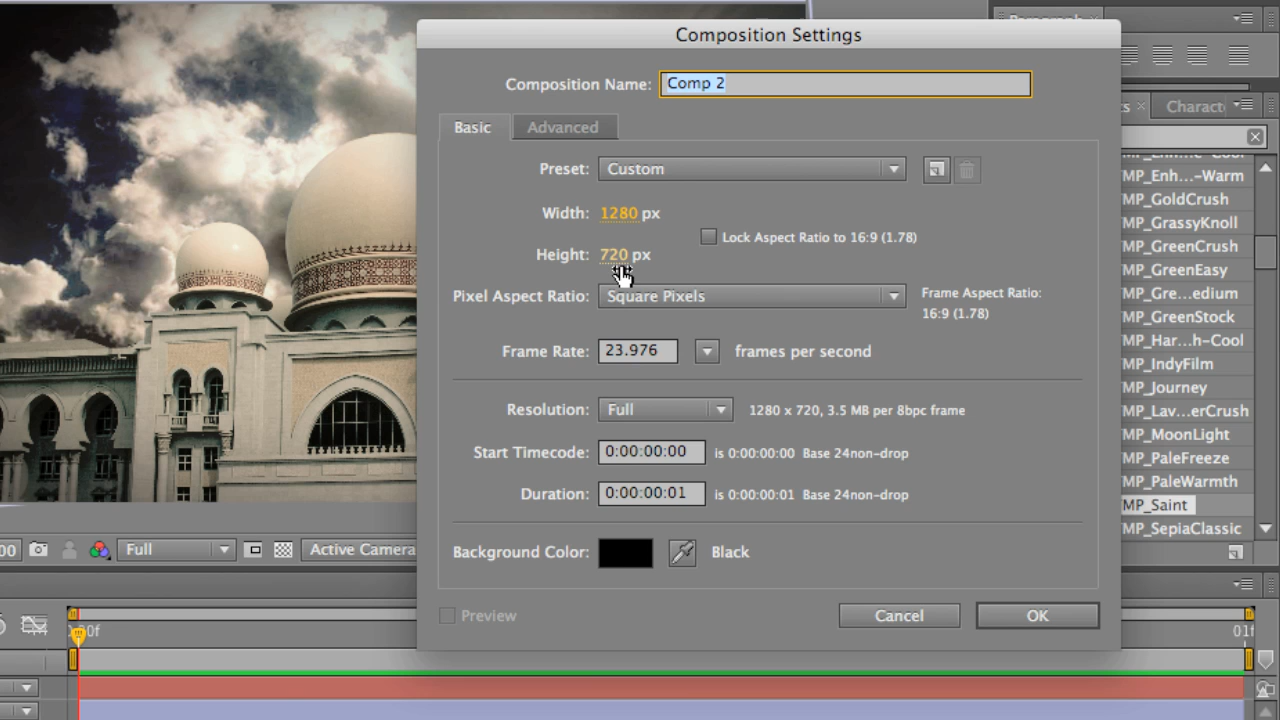 Composition Settings
Composition Name: Comp 2
Basic Advanced
Preset: Custom
Width: 1280 px
Lock Aspect Ratio to 16:9 (1.78)
Height: 720 px
Pixel Aspect Ratio: Square Pixels
Frame Aspect Ratio:
16:9 (1.78)
Frame Rate: 23.976 frames per second
Resolution: Full 1280 x 720, 3.5 MB per 8bpc frame
Start Timecode: 0:00:00:00 is 0:00:00:00 Base 24non-drop
Duration: 0:00:00:01 is 0:00:00:01 Base 24non-drop
Background Color: Black
Preview Cancel OK
Paragraph
Charact
MP_Enh...-Warm
MP_GoldCrush
MP_GrassyKnoll
MP_GreenCrush
MP_GreenEasy
MP_Gre...edium
MP_GreenStock
MP_Har...h-Cool
MP_IndyFilm
MP_Journey
MP_Lav...erCrush
MP_MoonLight
MP_PaleFreeze
MP_PaleWarmth
MP_Saint
MP_SepiaClassic
00 Full Active Camera
00f 01f